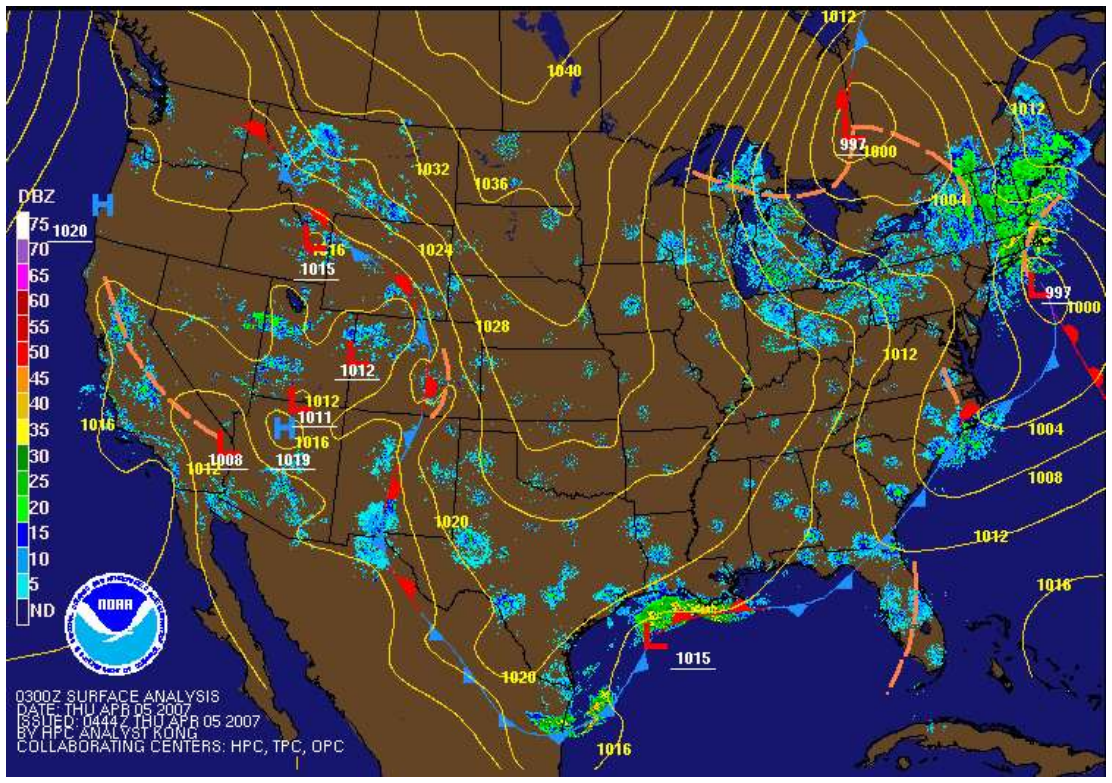 1012
1040
1012
997
1000
1032
1036
1004
DBZ
75
70
65
60
55
50
45
40
35
30
25
20
15
10
5
ND
H
1020
L
1016
1015
1024
L
997
1000
1028
L
1012
1012
L
1012
1011
H
1016
1019
1016
L
1008
1012
1004
1008
1020
1012
1016
L
1015
1020
1016
NOAA
0300Z SURFACE ANALYSIS
DATE: THU APR 05 2007
ISSUED: 0444Z THU APR 05 2007
BY HPC ANALYST KONG
COLLABORATING CENTERS: HPC, TPC, OPC